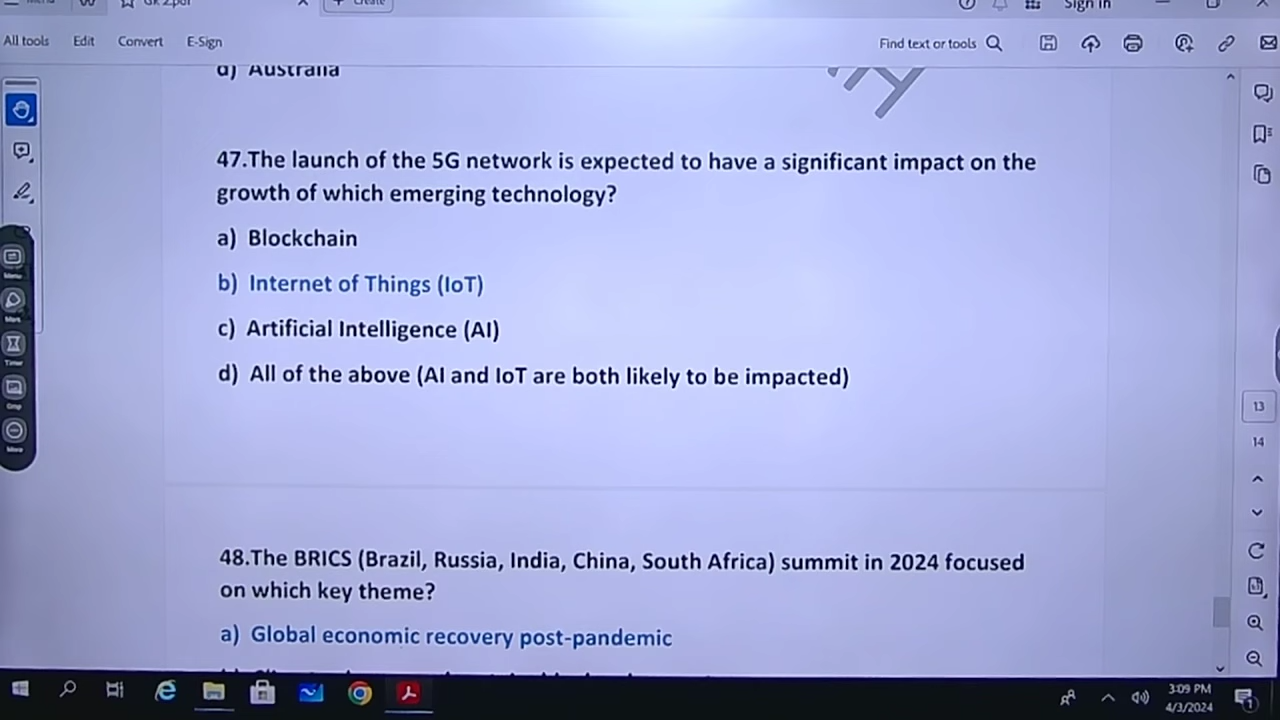 Sign in
All tools
Edit
Convert
E-Sign
Find text or tools
d) Australia
47.The launch of the 5G network is expected to have a significant impact on the
growth of which emerging technology?
a) Blockchain
b) Internet of Things (IoT)
c) Artificial Intelligence (AI)
d) All of the above (AI and IoT are both likely to be impacted)
Menu
Timer
Crop
More
13
14
48.The BRICS (Brazil, Russia, India, China, South Africa) summit in 2024 focused
on which key theme?
a) Global economic recovery post-pandemic
3:09 PM
4/3/2024